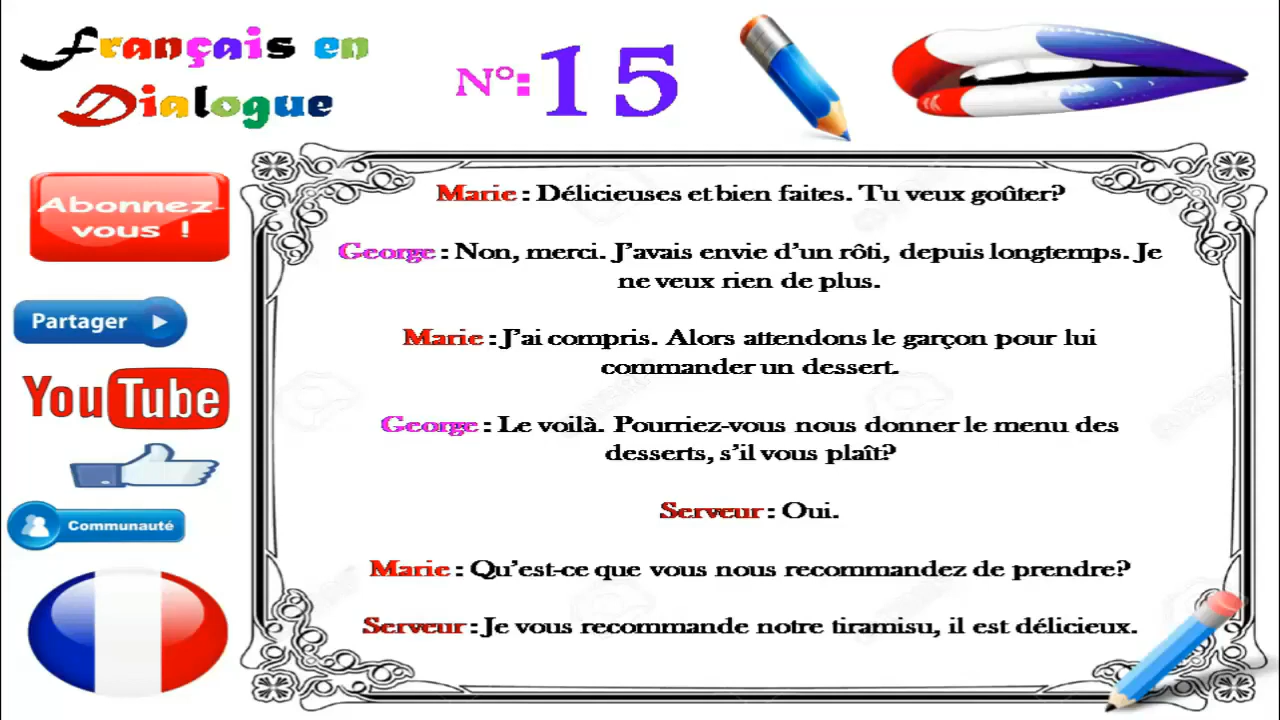 Français en
Dialogue
N°:15
Abonnez-
vous !
Partager
YouTube
Communauté
Marie : Délicieuses et bien faites. Tu veux goûter?
George : Non, merci. J’avais envie d’un rôti, depuis longtemps. Je
ne veux rien de plus.
Marie : J’ai compris. Alors attendons le garçon pour lui
commander un dessert.
George : Le voilà. Pourriez-vous nous donner le menu des
desserts, s’il vous plaît?
Serveur : Oui.
Marie : Qu’est-ce que vous nous recommandez de prendre?
Serveur : Je vous recommande notre tiramisu, il est délicieux.